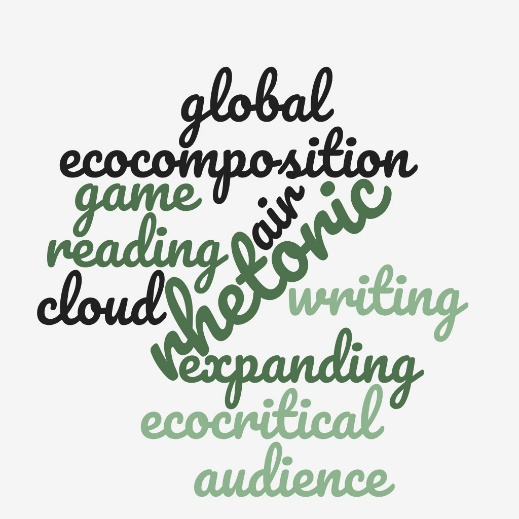 global
ecocomposition
game
air
rhetoric
reading
cloud
writing
expanding
ecocritical
audience